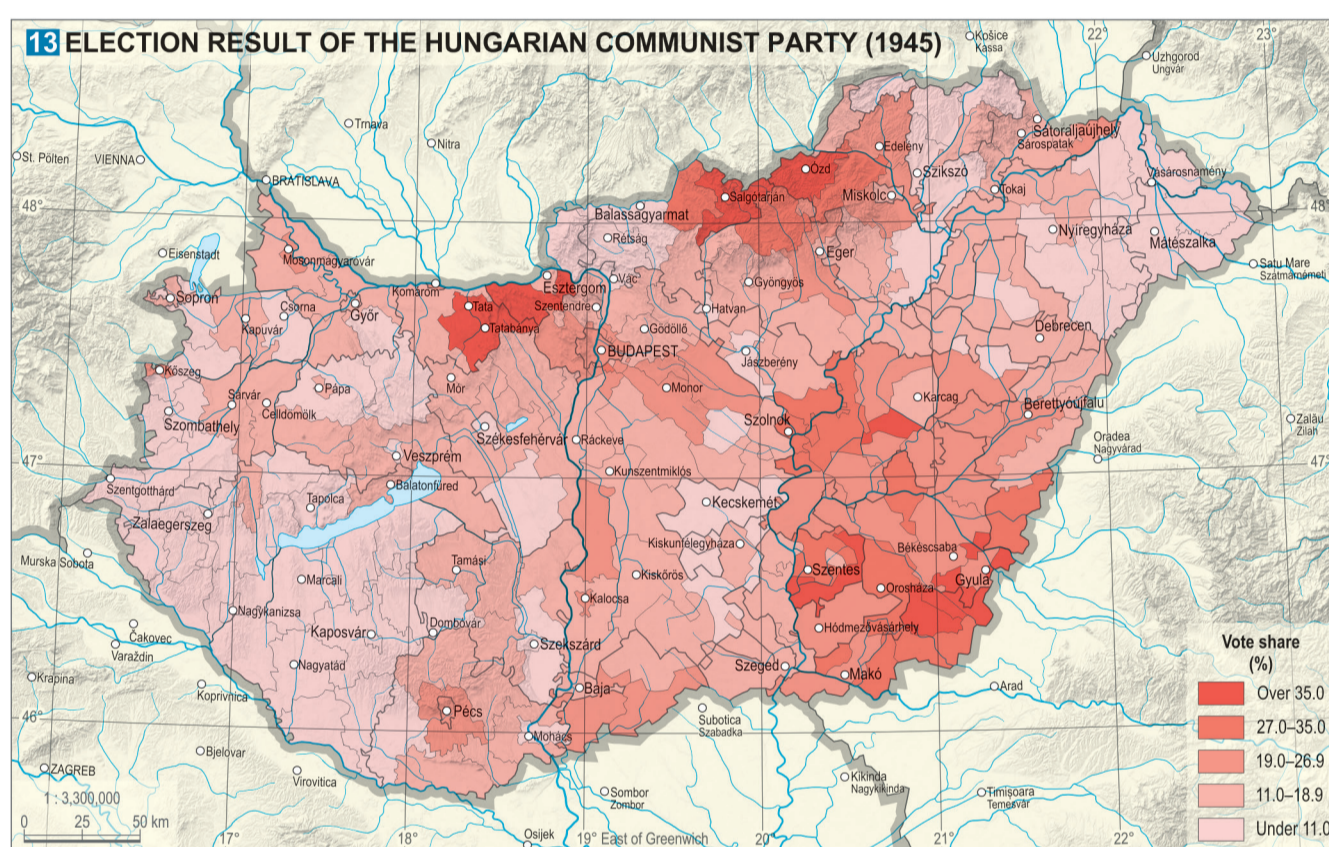 13 ELECTION RESULT OF THE HUNGARIAN COMMUNIST PARTY (1945)
22°
23°
Košice
Kassa
Uzhgorod
Ungvár
Trnava
Nitra
St. Pölten
VIENNA
BRATISLAVA
Sátoraljaújhely
Sárospatak
Edelény
Ózd
Szikszó
Vásárosnamény
Miskolc
Tokaj
Salgótarján
48°
48°
Balassagyarmat
Rétság
Nyíregyháza
Mátészalka
Eger
Eisenstadt
Mosonmagyaróvár
Satu Mare
Szatmárnémeti
Komárom
Esztergom
Vác
Gyöngyös
Sopron
Csorna
Kapuvár
Győr
Tata
Tatabánya
Szentendre
Hatvan
Gödöllő
Debrecen
BUDAPEST
Jászberény
Kőszeg
Pápa
Mór
Monor
Sárvár
Celldömölk
Karcag
Berettyóújfalu
Szombathely
Szolnok
Zalău
Zilah
Székesfehérvár
Ráckeve
Oradea
Nagyvárad
47°
47°
Veszprém
Kunszentmiklós
Szentgotthárd
Balatonfüred
Tapolca
Kecskemét
Zalaegerszeg
Kiskunfélegyháza
Békéscsaba
Murska Sobota
Tamási
Szentes
Gyula
Marcali
Kiskőrös
Orosháza
Nagykanizsa
Kalocsa
Čakovec
Kaposvár
Dombóvár
Hódmezővásárhely
Varaždin
Szekszárd
Nagyatád
Szeged
Makó
Krapina
Koprivnica
Baja
Arad
46°
Pécs
Subotica
Szabadka
Mohács
Bjelovar
ZAGREB
Virovitica
Kikinda
Nagykikinda
Sombor
Zombor
Timișoara
Temesvár
1 : 3,300,000
0 25 50 km
Osijek
17°
18°
19° East of Greenwich
20°
21°
22°
Vote share
(%)
Over 35.0
27.0–35.0
19.0–26.9
11.0–18.9
Under 11.0